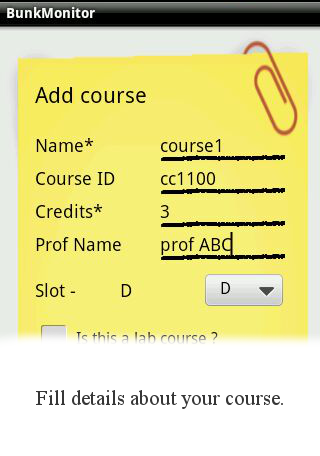 BunkMonitor
Add course
Name* course1
Course ID cc1100
Credits* 3
Prof Name prof ABC
Slot - D D
Is this a lab course ?
Fill details about your course.